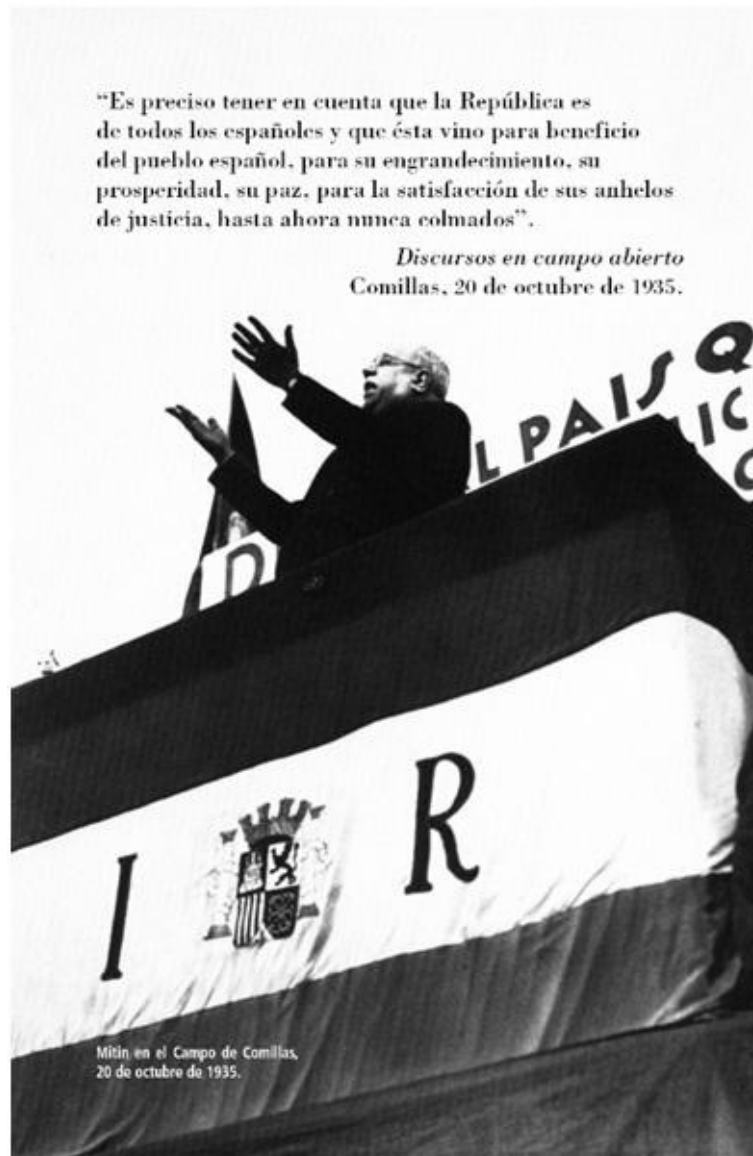 “Es preciso tener en cuenta que la República es
de todos los españoles y que ésta vino para beneficio
del pueblo español, para su engrandecimiento, su
prosperidad, su paz, para la satisfacción de sus anhelos
de justicia, hasta ahora nunca colmados”.
Discursos en campo abierto
Comillas, 20 de octubre de 1935.
L PAIS Q
IC
D
I R
Mitin en el Campo de Comillas,
20 de octubre de 1935.